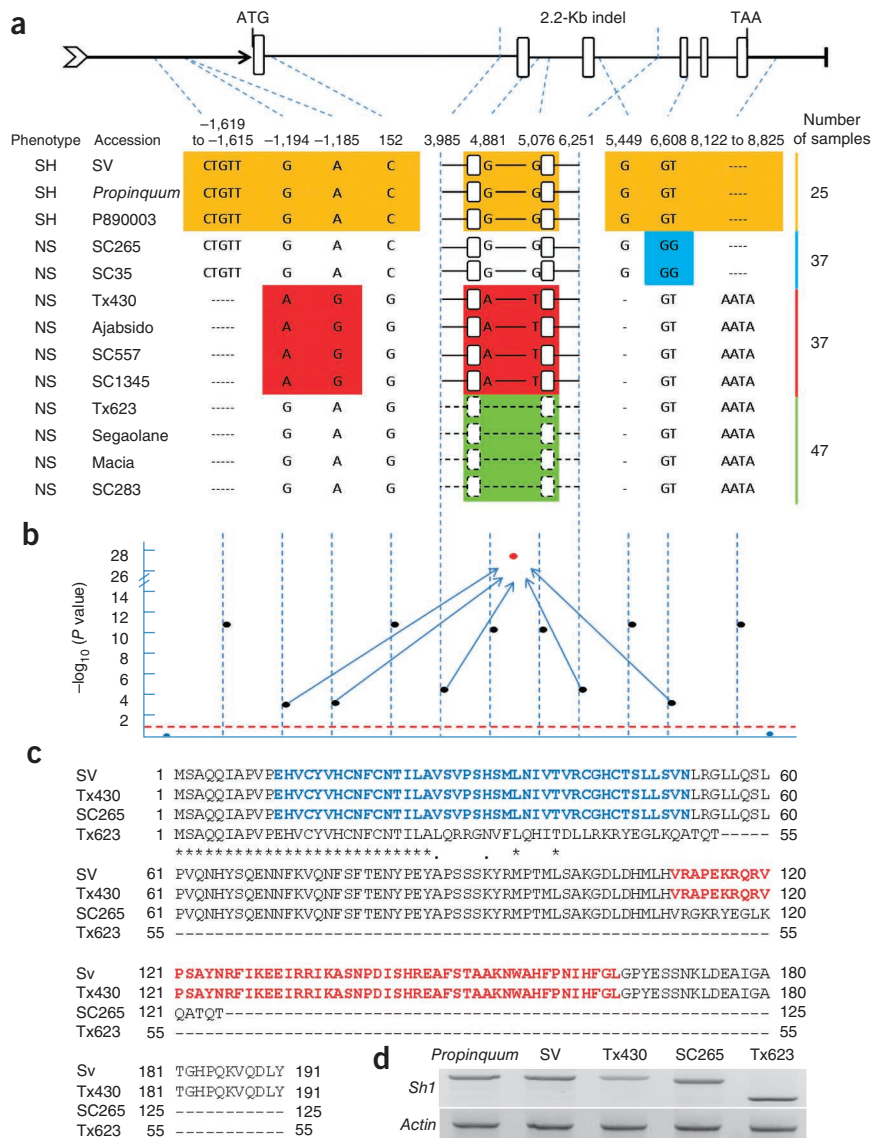 a
ATG 2.2-Kb indel TAA
Phenotype Accession –1,619 to –1,615 –1,194 –1,185 152 3,985 4,881 5,076 6,251 5,449 6,608 8,122 to 8,825 Number of samples
SH SV CTGTT G A C G G G GT ----
SH Propinquum CTGTT G A C G G G GT ---- 25
SH P890003 CTGTT G A C G G G GT ----
NS SC265 CTGTT G A C G G G GG ----
NS SC35 CTGTT G A C G G G GG ---- 37
NS Tx430 ----- A G G A T - GT AATA
NS Ajabsido ----- A G G A T - GT AATA
NS SC557 ----- A G G A T - GT AATA 37
NS SC1345 ----- A G G A T - GT AATA
NS Tx623 ----- G A G - GT AATA
NS Segaolane ----- G A G - GT AATA
NS Macia ----- G A G - GT AATA 47
NS SC283 ----- G A G - GT AATA
b
–log10 (P value)
28
26
14
12
10
8
6
4
2
c
SV 1 MSAQQIAPVPEHVCYVHCNFCNTILAVSVPSHSMLNIVTVRCGHCTSLLSVNLRGLLQSL 60
Tx430 1 MSAQQIAPVPEHVCYVHCNFCNTILAVSVPSHSMLNIVTVRCGHCTSLLSVNLRGLLQSL 60
SC265 1 MSAQQIAPVPEHVCYVHCNFCNTILAVSVPSHSMLNIVTVRCGHCTSLLSVNLRGLLQSL 60
Tx623 1 MSAQQIAPVPEHVCYVHCNFCNTILALQRRGNVFLQHITDLLRKRYEGLKQATQT----- 55
**************************. . * *
SV 61 PVQNHYSQENNFKVQNFSFTENYPEYAPSSSKYRMPTMLSAKGDLDHMLHVRAPEKRQRV 120
Tx430 61 PVQNHYSQENNFKVQNFSFTENYPEYAPSSSKYRMPTMLSAKGDLDHMLHVRAPEKRQRV 120
SC265 61 PVQNHYSQENNFKVQNFSFTENYPEYAPSSSKYRMPTMLSAKGDLDHMLHVRGKRYEGLK 120
Tx623 55 ------------------------------------------------------------ 55
Sv 121 PSAYNRFIKEEIRRIKASNPDISHREAFSTAAKNWAHFPNIHFGLGPYESSNKLDEAIGA 180
Tx430 121 PSAYNRFIKEEIRRIKASNPDISHREAFSTAAKNWAHFPNIHFGLGPYESSNKLDEAIGA 180
SC265 121 QATQT------------------------------------------------------- 125
Tx623 55 ------------------------------------------------------------ 55
Sv 181 TGHPQKVQDLY 191
Tx430 181 TGHPQKVQDLY 191
SC265 125 ----------- 125
Tx623 55 ----------- 55
d
Propinquum SV Tx430 SC265 Tx623
Sh1
Actin